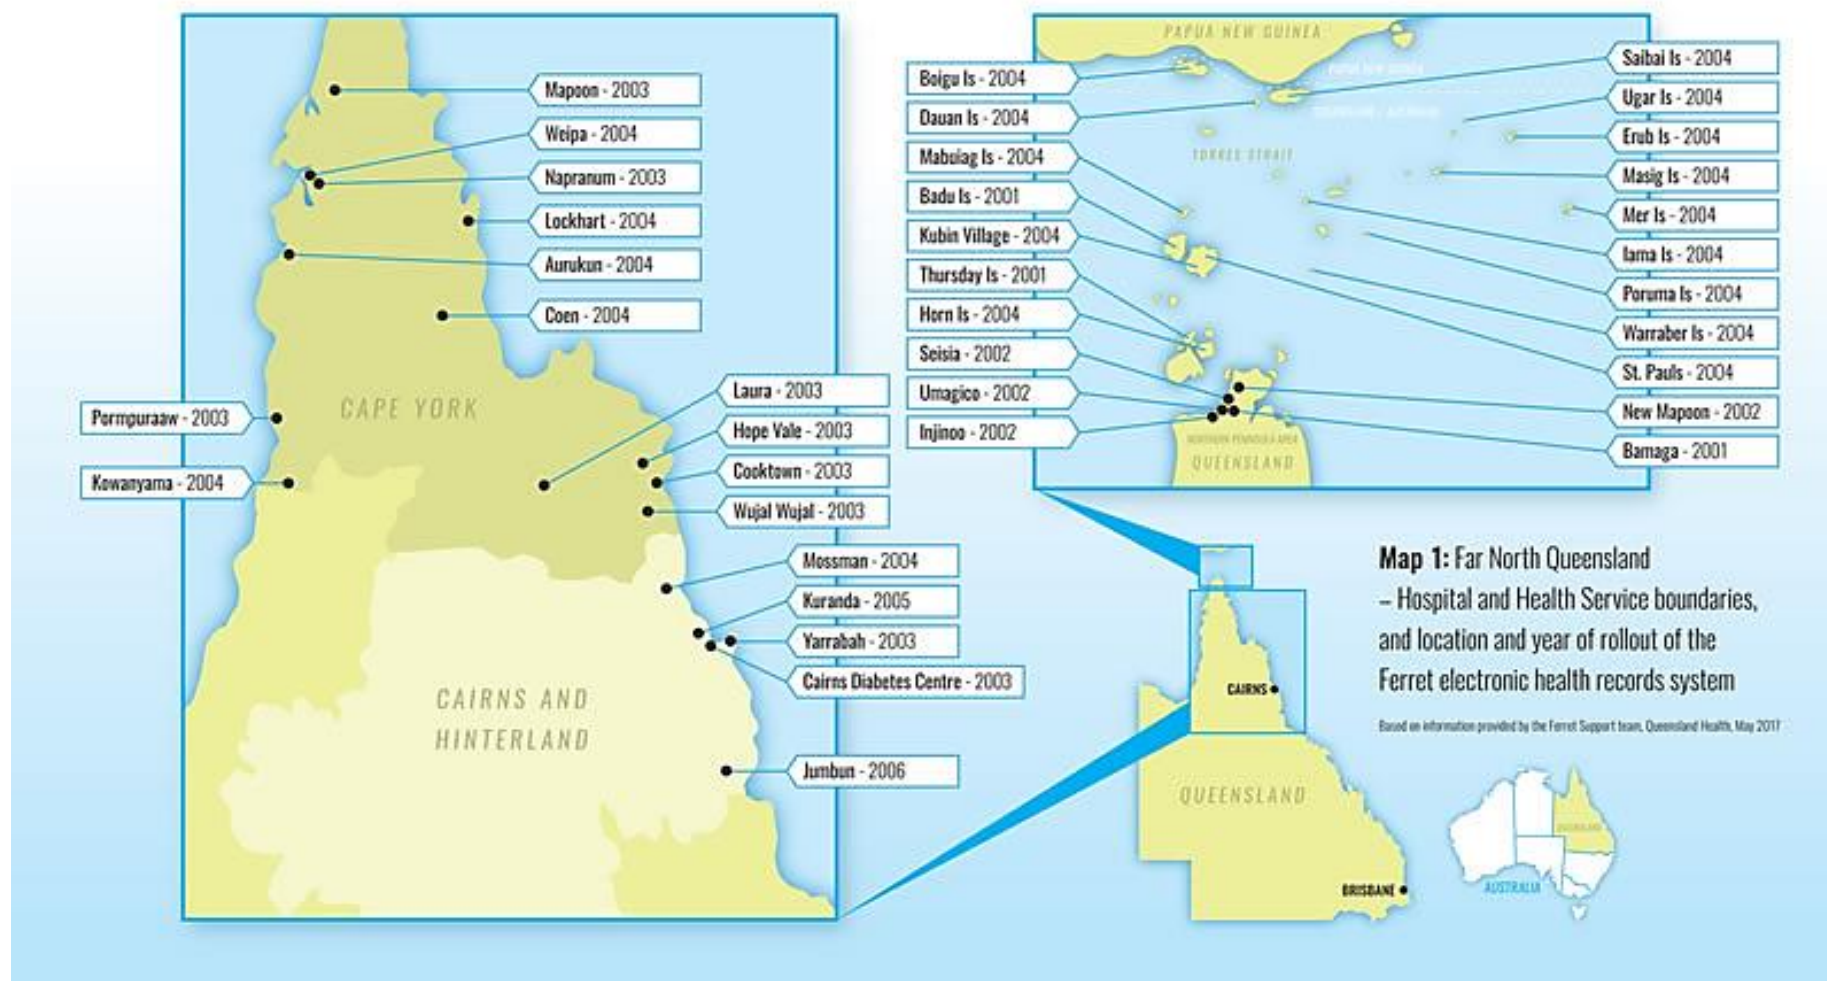 Mapoon - 2003
Weipa - 2004
Napranum - 2003
Lockhart - 2004
Aurukun - 2004
Coen - 2004
Laura - 2003
CAPE YORK
Pormpuraaw - 2003
Hope Vale - 2003
Cooktown - 2003
Kowanyama - 2004
Wujal Wujal - 2003
Mossman - 2004
Kuranda - 2005
Yarrabah - 2003
Cairns Diabetes Centre - 2003
CAIRNS AND
HINTERLAND
Jumbun - 2006
PAPUA NEW GUINEA
Boigu Is - 2004
Dauan Is - 2004
Mabuiag Is - 2004
Badu Is - 2001
Kubin Village - 2004
Thursday Is - 2001
Horn Is - 2004
Seisia - 2002
Umagico - 2002
Injinoo - 2002
TORRES STRAIT
NORTHERN PENINSULA AREA
QUEENSLAND
Saibai Is - 2004
Ugar Is - 2004
Erub Is - 2004
Masig Is - 2004
Mer Is - 2004
Iama Is - 2004
Poruma Is - 2004
Warraber Is - 2004
St. Pauls - 2004
New Mapoon - 2002
Bamaga - 2001
Map 1: Far North Queensland
– Hospital and Health Service boundaries,
and location and year of rollout of the
Ferret electronic health records system
Based on information provided by the Ferret Support team, Queensland Health, May 2017
CAIRNS
QUEENSLAND
BRISBANE
QUEENSLAND
AUSTRALIA